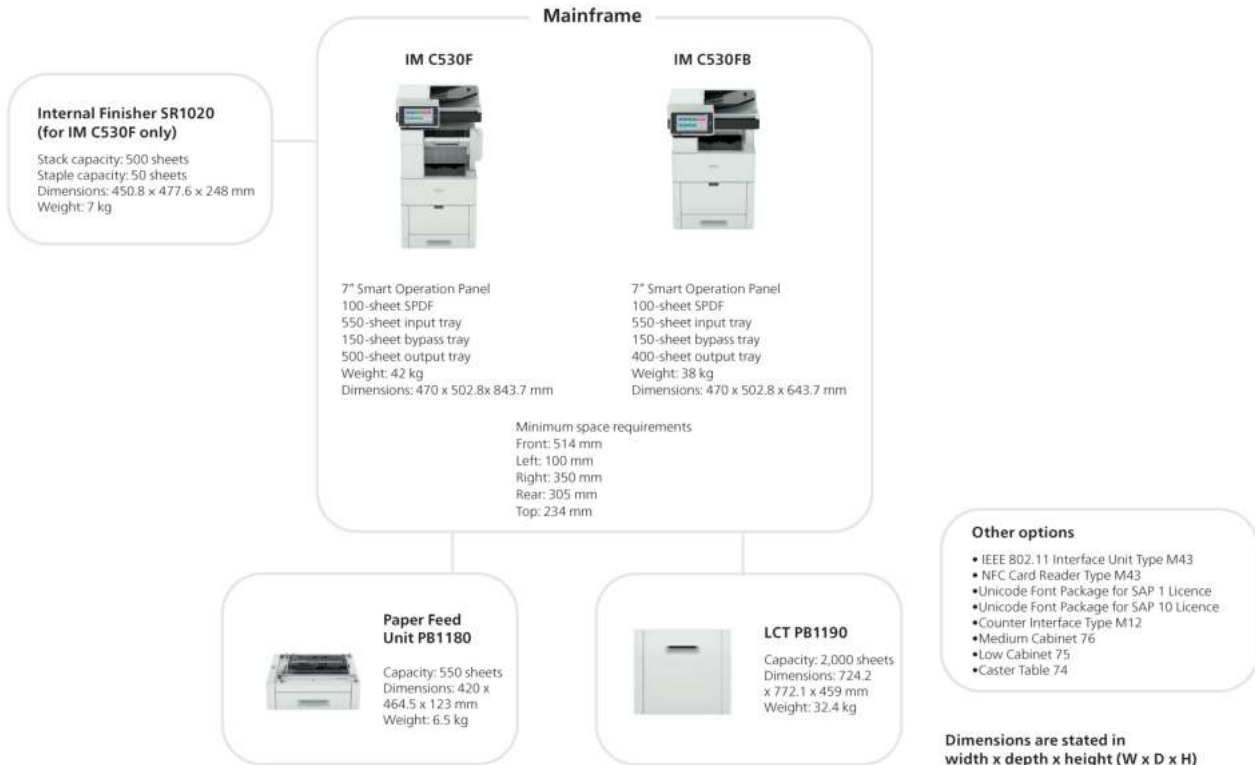 Mainframe
IM C530F
IM C530FB
Internal Finisher SR1020
(for IM C530F only)
Stack capacity: 500 sheets
Staple capacity: 50 sheets
Dimensions: 450.8 x 477.6 x 248 mm
Weight: 7 kg
7" Smart Operation Panel
100-sheet SPDF
550-sheet input tray
150-sheet bypass tray
500-sheet output tray
Weight: 42 kg
Dimensions: 470 x 502.8x 843.7 mm
7" Smart Operation Panel
100-sheet SPDF
550-sheet input tray
150-sheet bypass tray
400-sheet output tray
Weight: 38 kg
Dimensions: 470 x 502.8 x 643.7 mm
Minimum space requirements
Front: 514 mm
Left: 100 mm
Right: 350 mm
Rear: 305 mm
Top: 234 mm
Paper Feed
Unit PB1180
Capacity: 550 sheets
Dimensions: 420 x
464.5 x 123 mm
Weight: 6.5 kg
LCT PB1190
Capacity: 2,000 sheets
Dimensions: 724.2
x 772.1 x 459 mm
Weight: 32.4 kg
Other options
• IEEE 802.11 Interface Unit Type M43
• NFC Card Reader Type M43
•Unicode Font Package for SAP 1 Licence
•Unicode Font Package for SAP 10 Licence
•Counter Interface Type M12
•Medium Cabinet 76
•Low Cabinet 75
•Caster Table 74
Dimensions are stated in
width x depth x height (W x D x H)